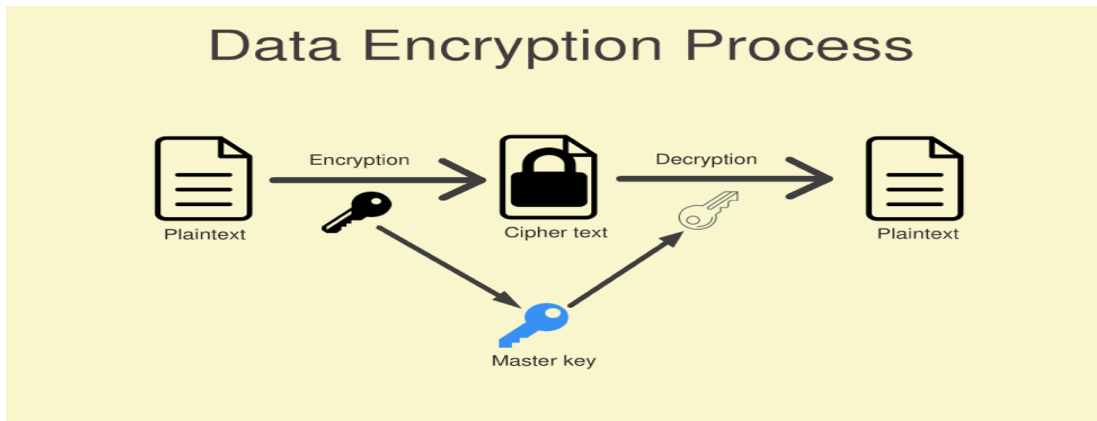 Data Encryption Process
Encryption
Decryption
Plaintext
Cipher text
Plaintext
Master key